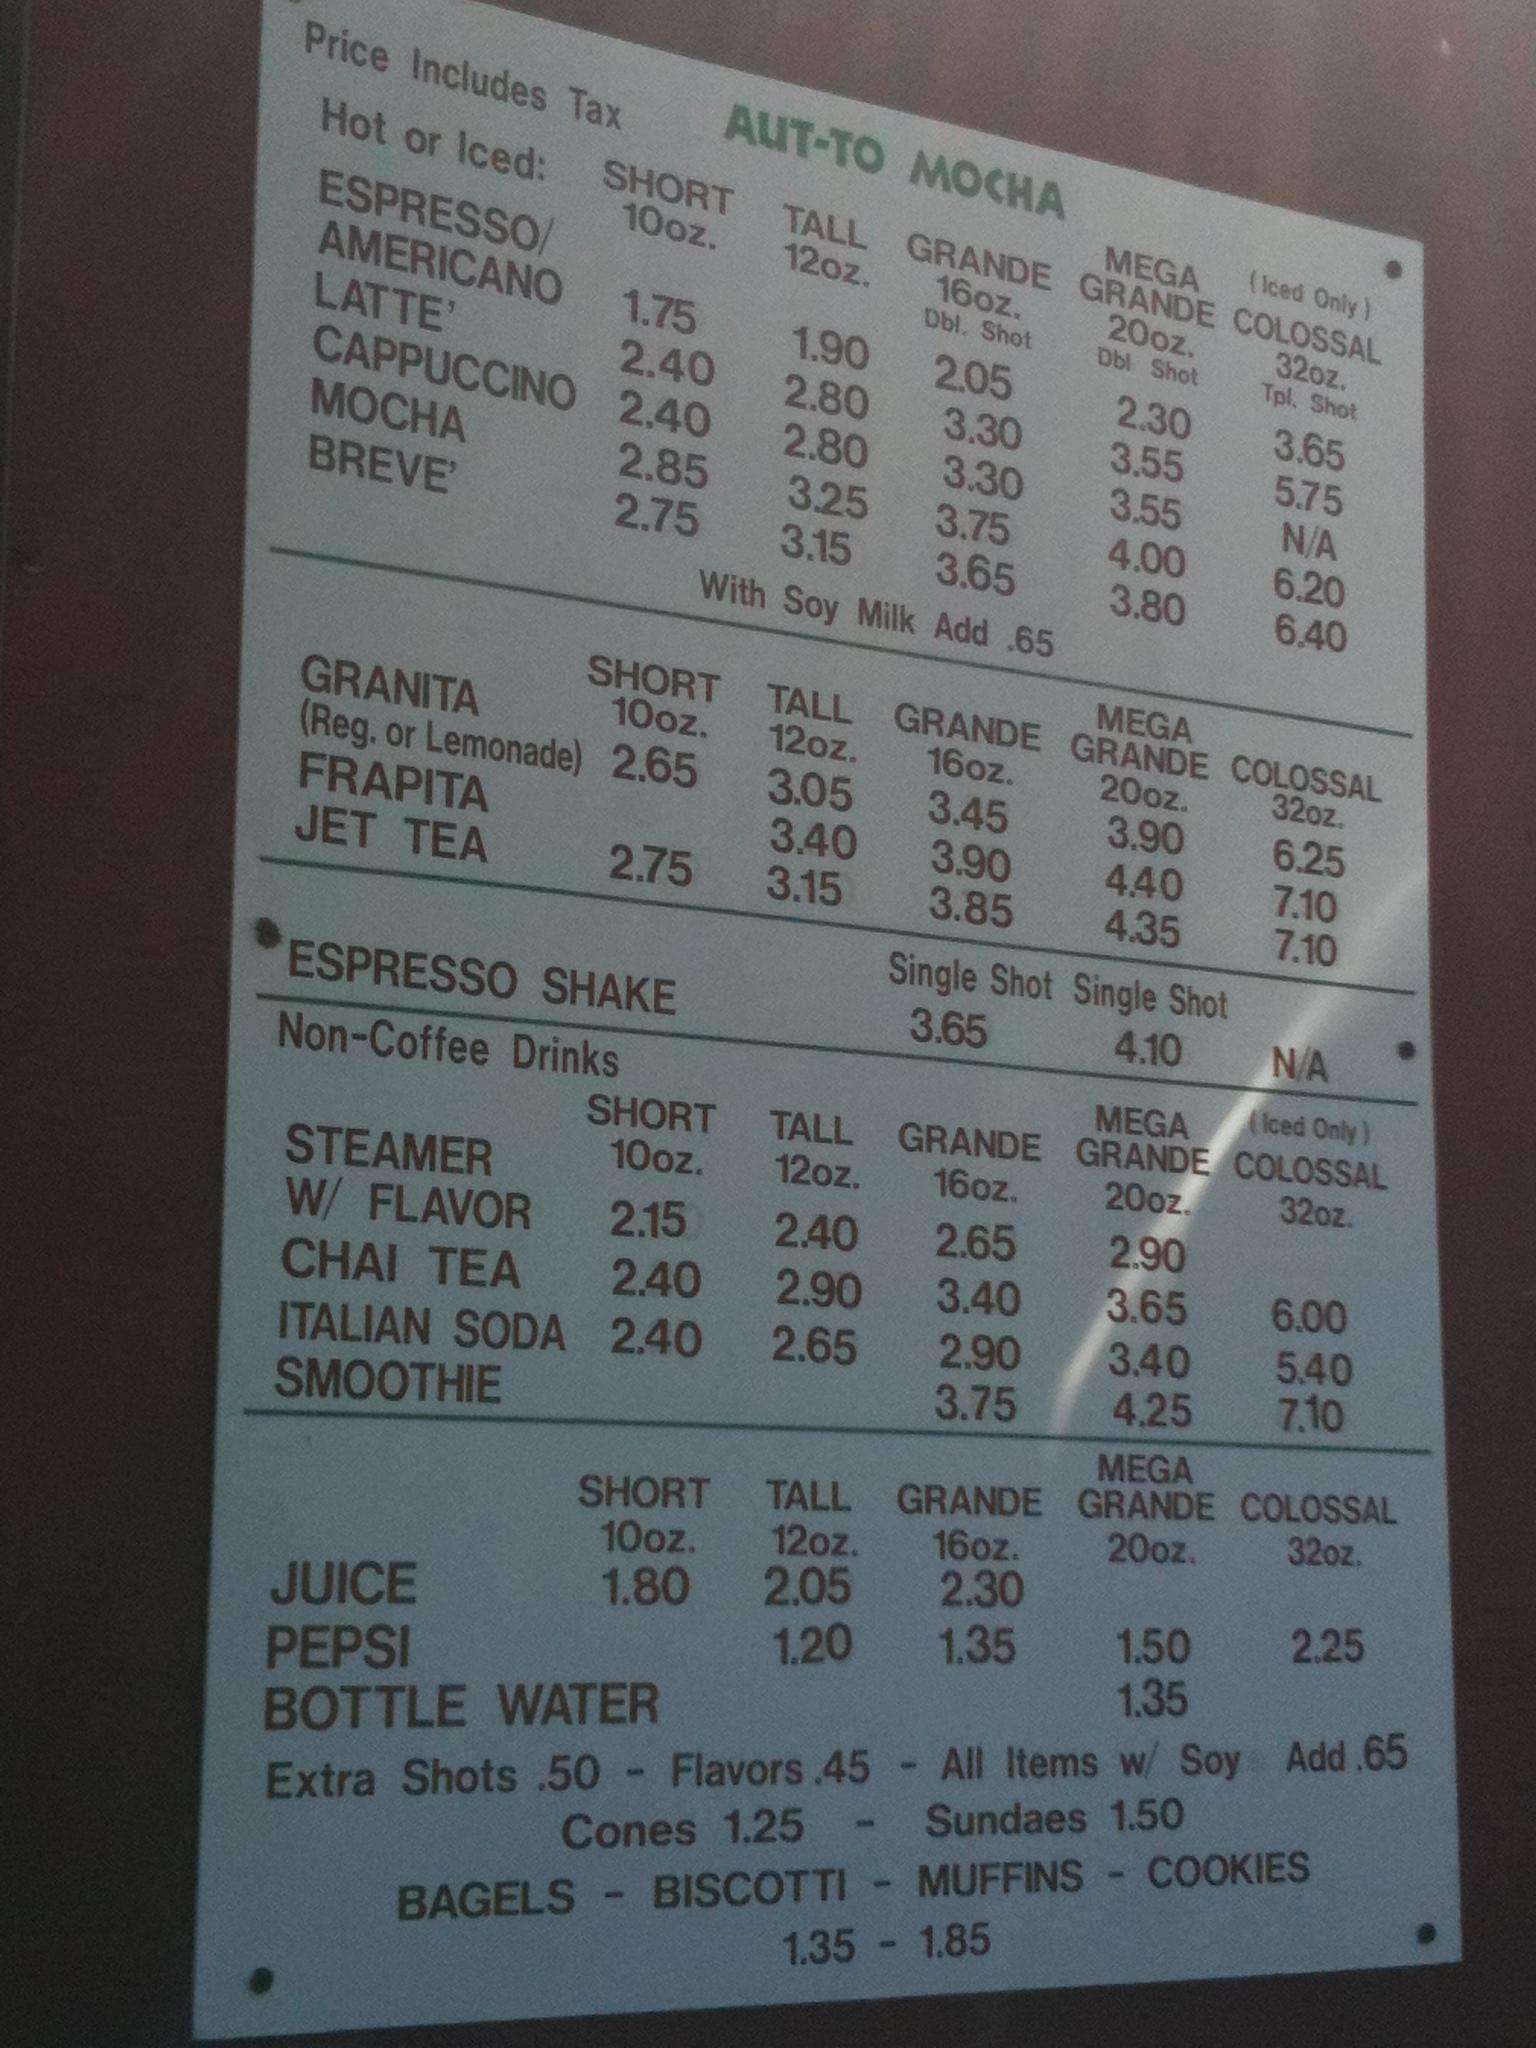 Price Includes Tax
AUT-TO MOCHA
Hot or Iced: SHORT 10oz. TALL 12oz. GRANDE 16oz. Dbl. Shot MEGA GRANDE 20oz. Dbl Shot (Iced Only) COLOSSAL 32oz. Tpl. Shot
ESPRESSO/
AMERICANO 1.75 1.90 2.05 2.30 3.65
LATTE' 2.40 2.80 3.30 3.55 5.75
CAPPUCCINO 2.40 2.80 3.30 3.55 N/A
MOCHA 2.85 3.25 3.75 4.00 6.20
BREVE' 2.75 3.15 3.65 3.80 6.40
With Soy Milk Add .65
SHORT 10oz. TALL 12oz. GRANDE 16oz. MEGA GRANDE 20oz. COLOSSAL 32oz.
GRANITA
(Reg. or Lemonade) 2.65 3.05 3.45 3.90 6.25
FRAPITA 3.40 3.90 4.40 7.10
JET TEA 2.75 3.15 3.85 4.35 7.10
Single Shot Single Shot
ESPRESSO SHAKE 3.65 4.10 N/A
Non-Coffee Drinks
SHORT 10oz. TALL 12oz. GRANDE 16oz. MEGA GRANDE 20oz. (Iced Only) COLOSSAL 32oz.
STEAMER
W/ FLAVOR 2.15 2.40 2.65 2.90
CHAI TEA 2.40 2.90 3.40 3.65 6.00
ITALIAN SODA 2.40 2.65 2.90 3.40 5.40
SMOOTHIE 3.75 4.25 7.10
SHORT 10oz. TALL 12oz. GRANDE 16oz. MEGA GRANDE 20oz. COLOSSAL 32oz.
JUICE 1.80 2.05 2.30
PEPSI 1.20 1.35 1.50 2.25
BOTTLE WATER 1.35
Extra Shots .50 - Flavors .45 - All Items w/ Soy Add .65
Cones 1.25 - Sundaes 1.50
BAGELS - BISCOTTI - MUFFINS - COOKIES
1.35 - 1.85